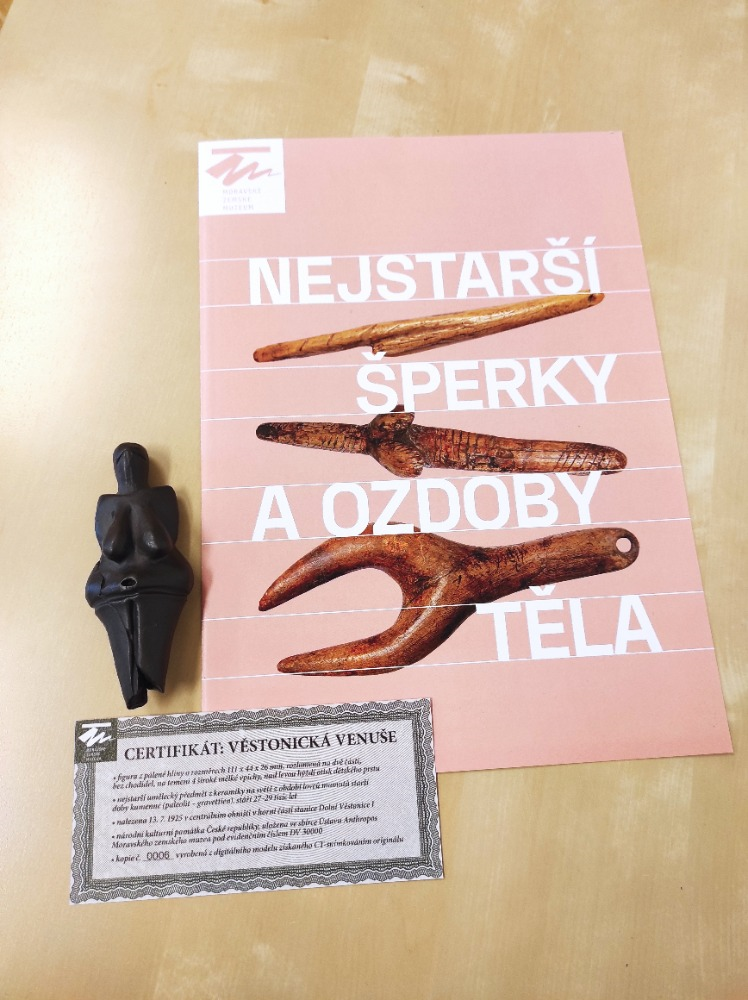 MORAVSKÉ
ZEMSKÉ
MUZEUM
NEJSTARŠÍ
ŠPERKY
A OZDOBY
TĚLA
MORAVSKÉ
ZEMSKÉ
MUZEUM
CERTIFIKÁT: VĚSTONICKÁ VENUŠE
• figura z pálené hlíny o rozměrech 111 x 44 x 26 mm, rozlomená na dvě části,
bez chodidel, na temeni 4 široké mělké vpichy, nad levou hýždí otisk dětského prstu
• nejstarší umělecký předmět z keramiky na světě z období lovců mamutů starší
doby kamenné (paleolit - gravettien), stáří 27-29 tisíc let
• nalezena 13. 7. 1925 v centrálním ohništi v horní části stanice Dolní Věstonice I
• národní kulturní památka České republiky, uložena ve sbírce Ústavu Anthropos
Moravského zemského muzea pod evidenčním číslem DV 30000
• kopie č. 0006 vyrobená z digitálního modelu získaného CT-snímkováním originálu